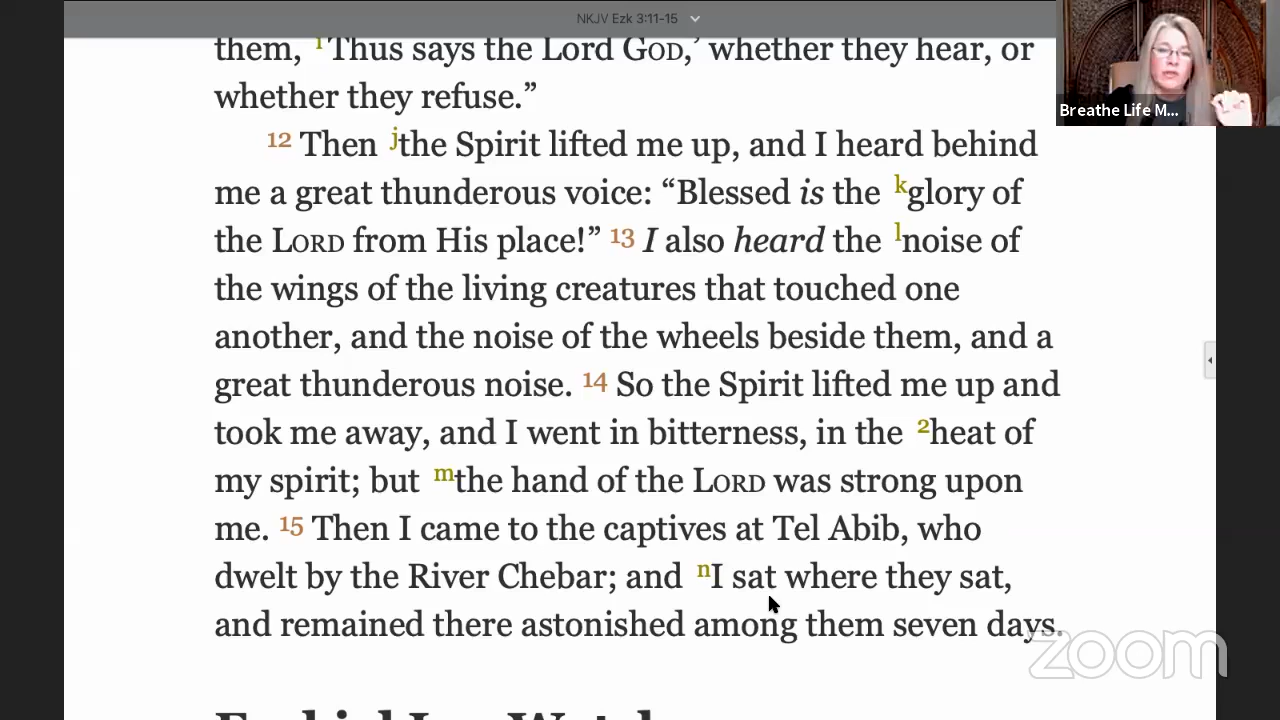 NKJV Ezk 3:11-15
them, ‘Thus says the Lord GOD,’ whether they hear, or
whether they refuse.”
12 Then jthe Spirit lifted me up, and I heard behind
me a great thunderous voice: “Blessed is the kglory of
the LORD from His place!” 13 I also heard the lnoise of
the wings of the living creatures that touched one
another, and the noise of the wheels beside them, and a
great thunderous noise. 14 So the Spirit lifted me up and
took me away, and I went in bitterness, in the 2heat of
my spirit; but mthe hand of the LORD was strong upon
me. 15 Then I came to the captives at Tel Abib, who
dwelt by the River Chebar; and nI sat where they sat,
and remained there astonished among them seven days.
Breathe Life M...
zoom